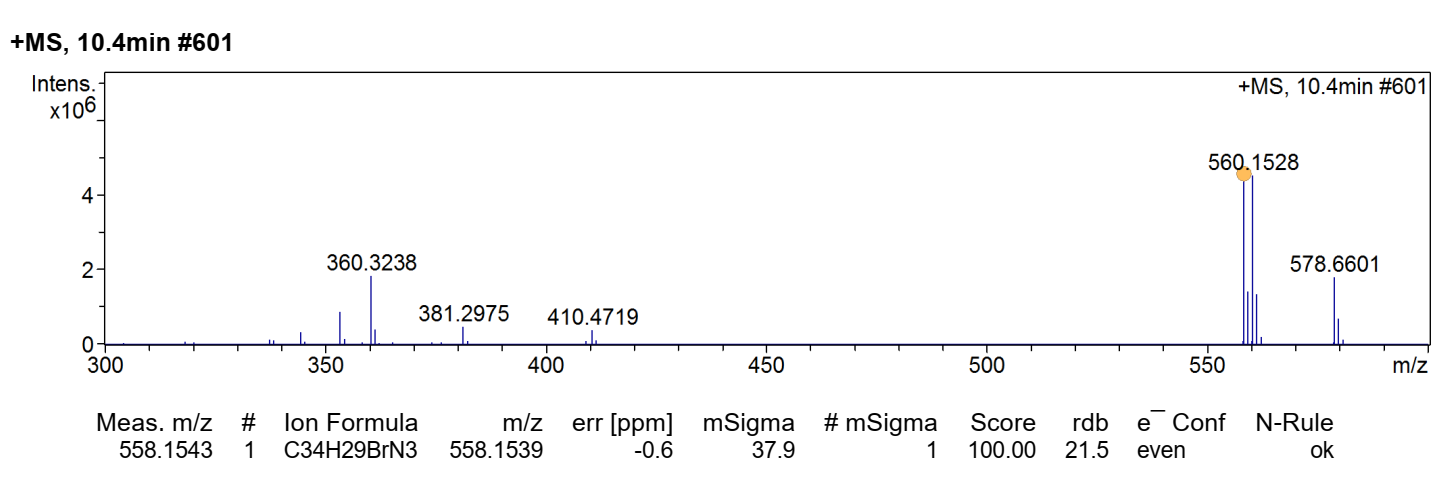 +MS, 10.4min #601
Intens.
x10⁶
+MS, 10.4min #601
560.1528
4
360.3238
578.6601
2
381.2975
410.4719
0
300 350 400 450 500 550 m/z
Meas. m/z # Ion Formula m/z err [ppm] mSigma # mSigma Score rdb e¯ Conf N-Rule
558.1543 1 C34H29BrN3 558.1539 -0.6 37.9 1 100.00 21.5 even ok